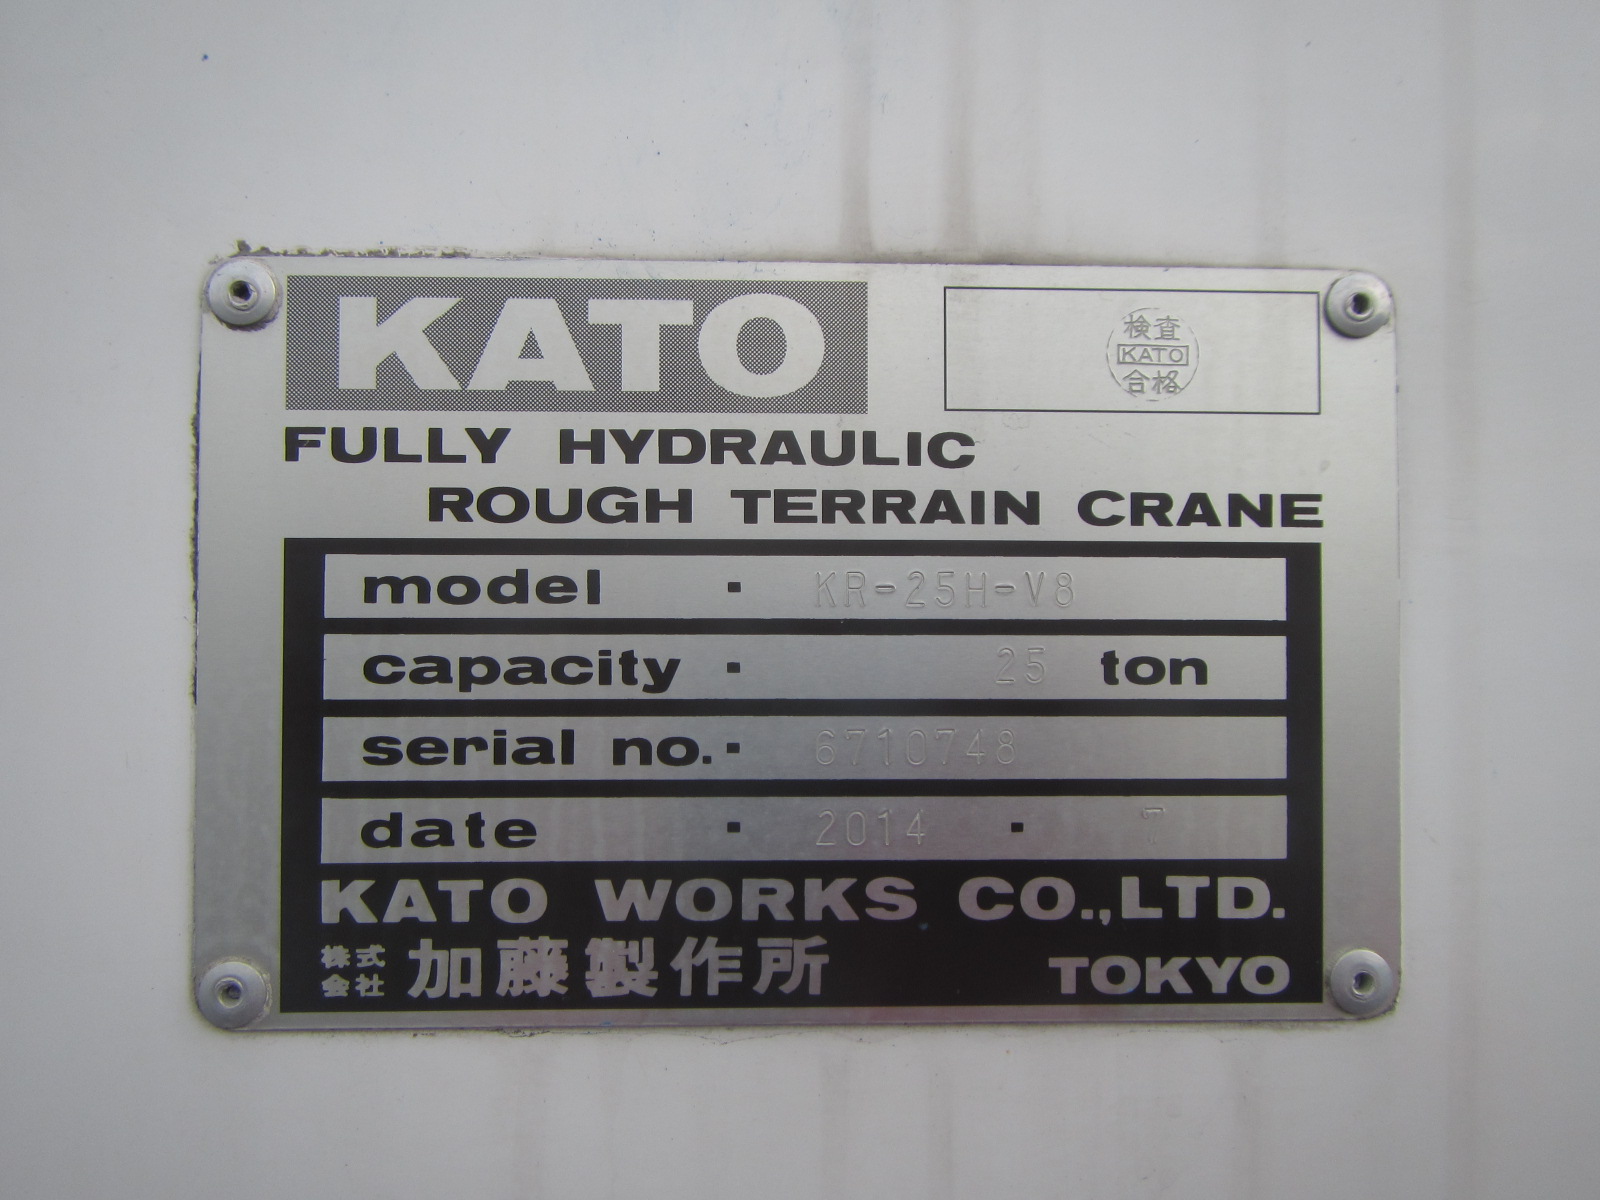 KATO
検査
KATO
合格
FULLY HYDRAULIC
ROUGH TERRAIN CRANE
model · KR-25H-V8
capacity · 25 ton
serial no. · 6710748
date · 2014 · 7
KATO WORKS CO.,LTD.
株式会社 加藤製作所 TOKYO